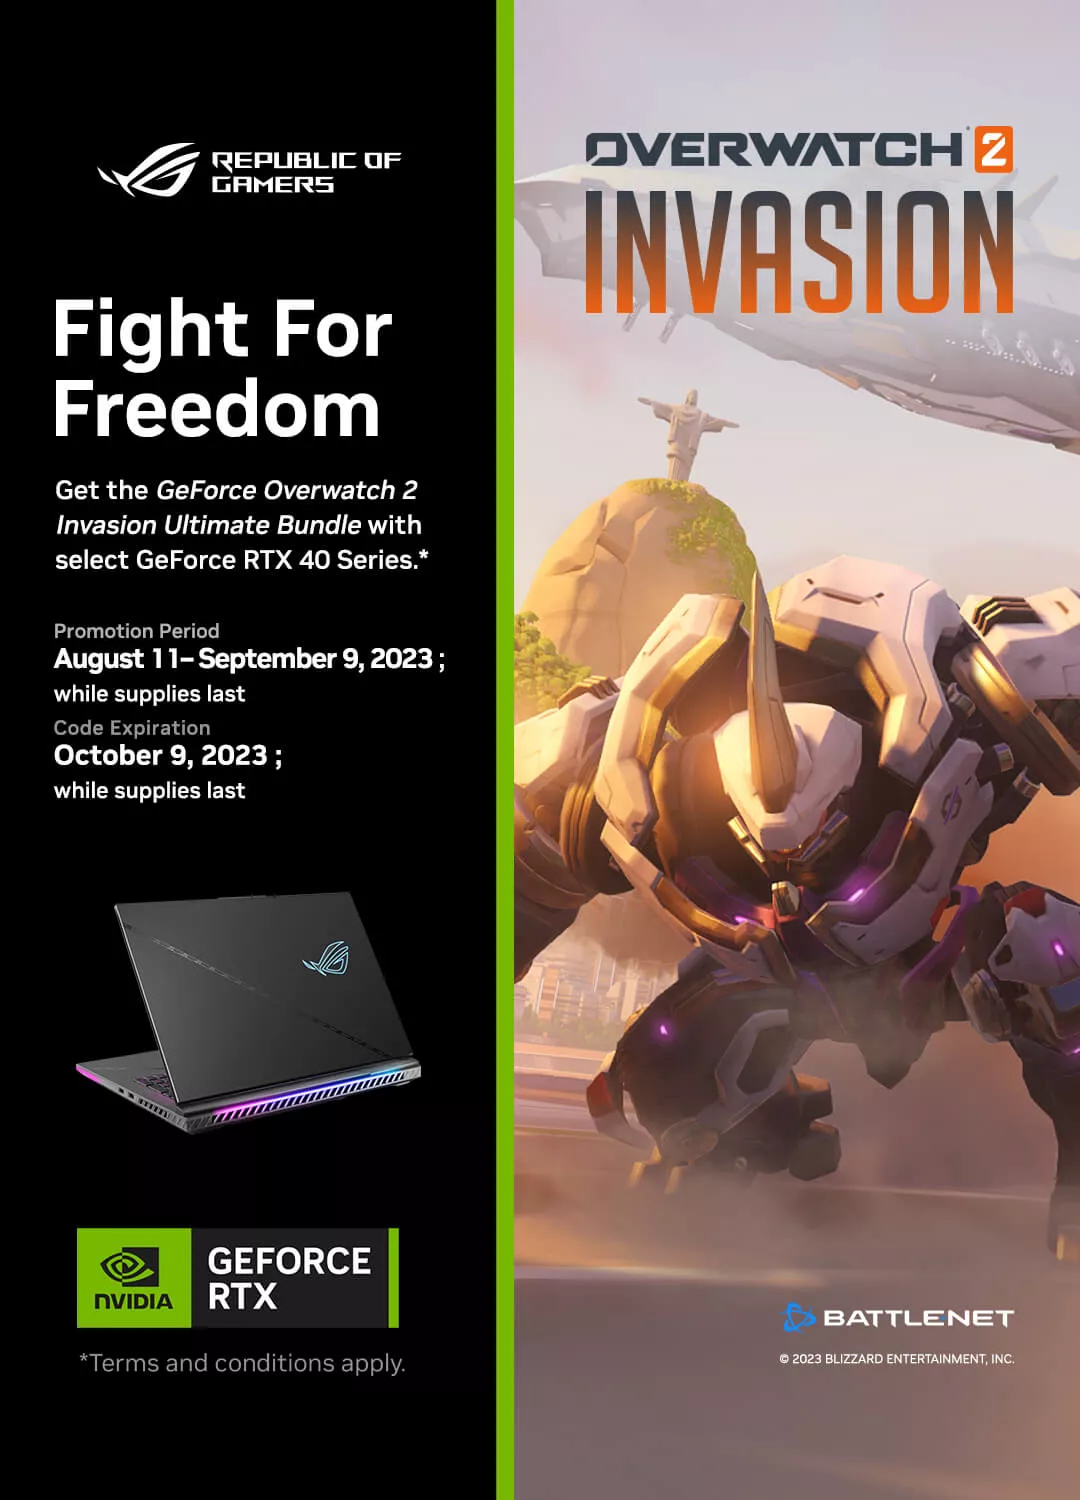 REPUBLIC OF
GAMERS
Fight For
Freedom
Get the GeForce Overwatch 2
Invasion Ultimate Bundle with
select GeForce RTX 40 Series.*
Promotion Period
August 11– September 9, 2023 ;
while supplies last
Code Expiration
October 9, 2023 ;
while supplies last
NVIDIA
GEFORCE
RTX
*Terms and conditions apply.
OVERWATCH 2
INVASION
BATTLE.NET
© 2023 BLIZZARD ENTERTAINMENT, INC.